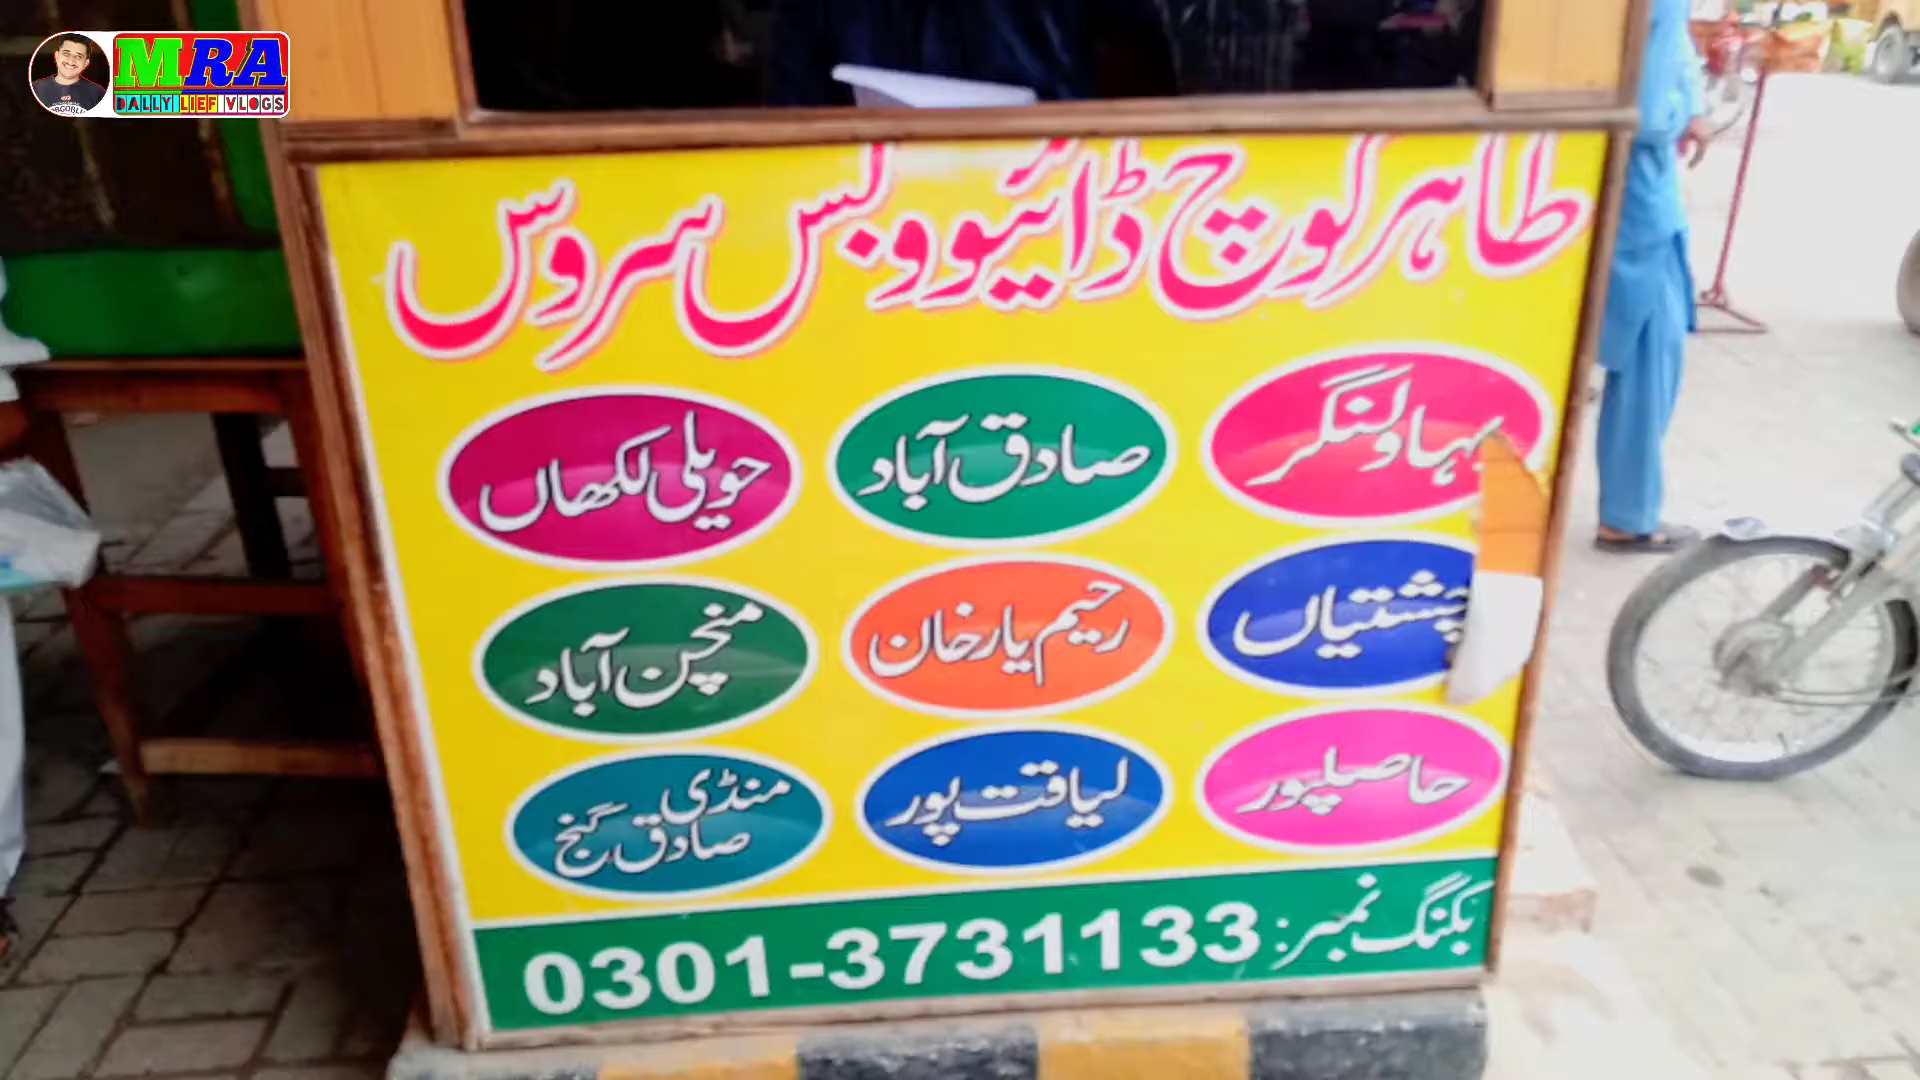 MRA
DALLY LIEF VLOGS
طاہر کوچ ڈائیوو بس سروس
بہاولنگر
صادق آباد
حویلی لکھاں
چشتیاں
رحیم یار خان
منچن آباد
حاصلپور
لیاقت پور
منڈی
صادق گنج
بکنگ نمبر: 0301-3731133